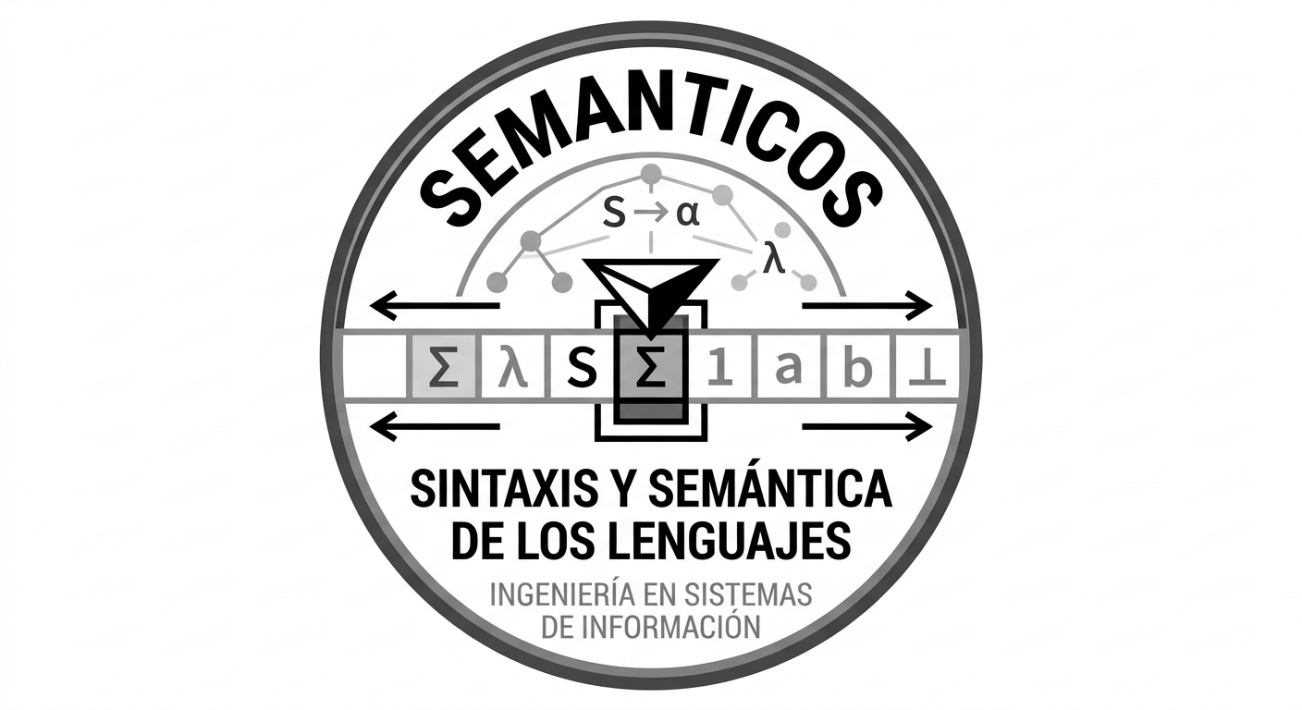 SEMANTICOS
S→α
λ
Σ λ S Σ 1 a b ⊥
SINTAXIS Y SEMÁNTICA
DE LOS LENGUAJES
INGENIERÍA EN SISTEMAS
DE INFORMACIÓN